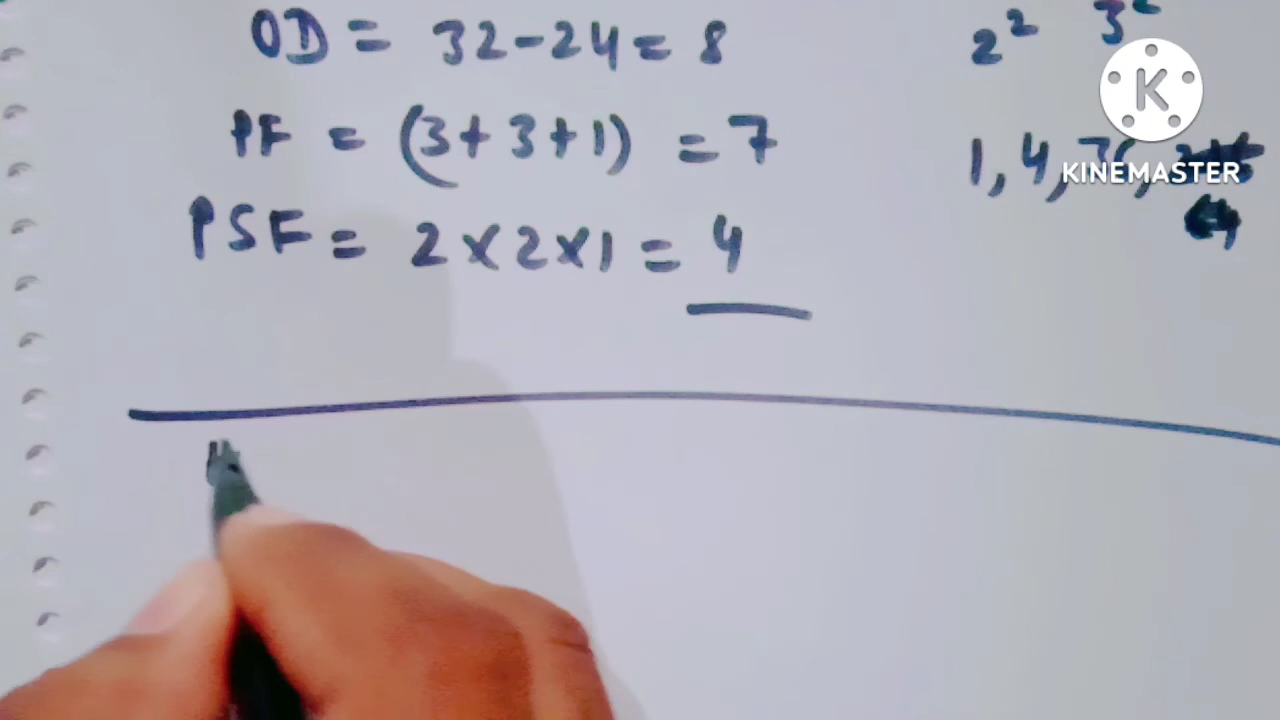 OD = 32-24 = 8
PF = (3+3+1) = 7
PSF = 2×2×1 = 4
2² 3²
1, 4,
K
KINEMASTER